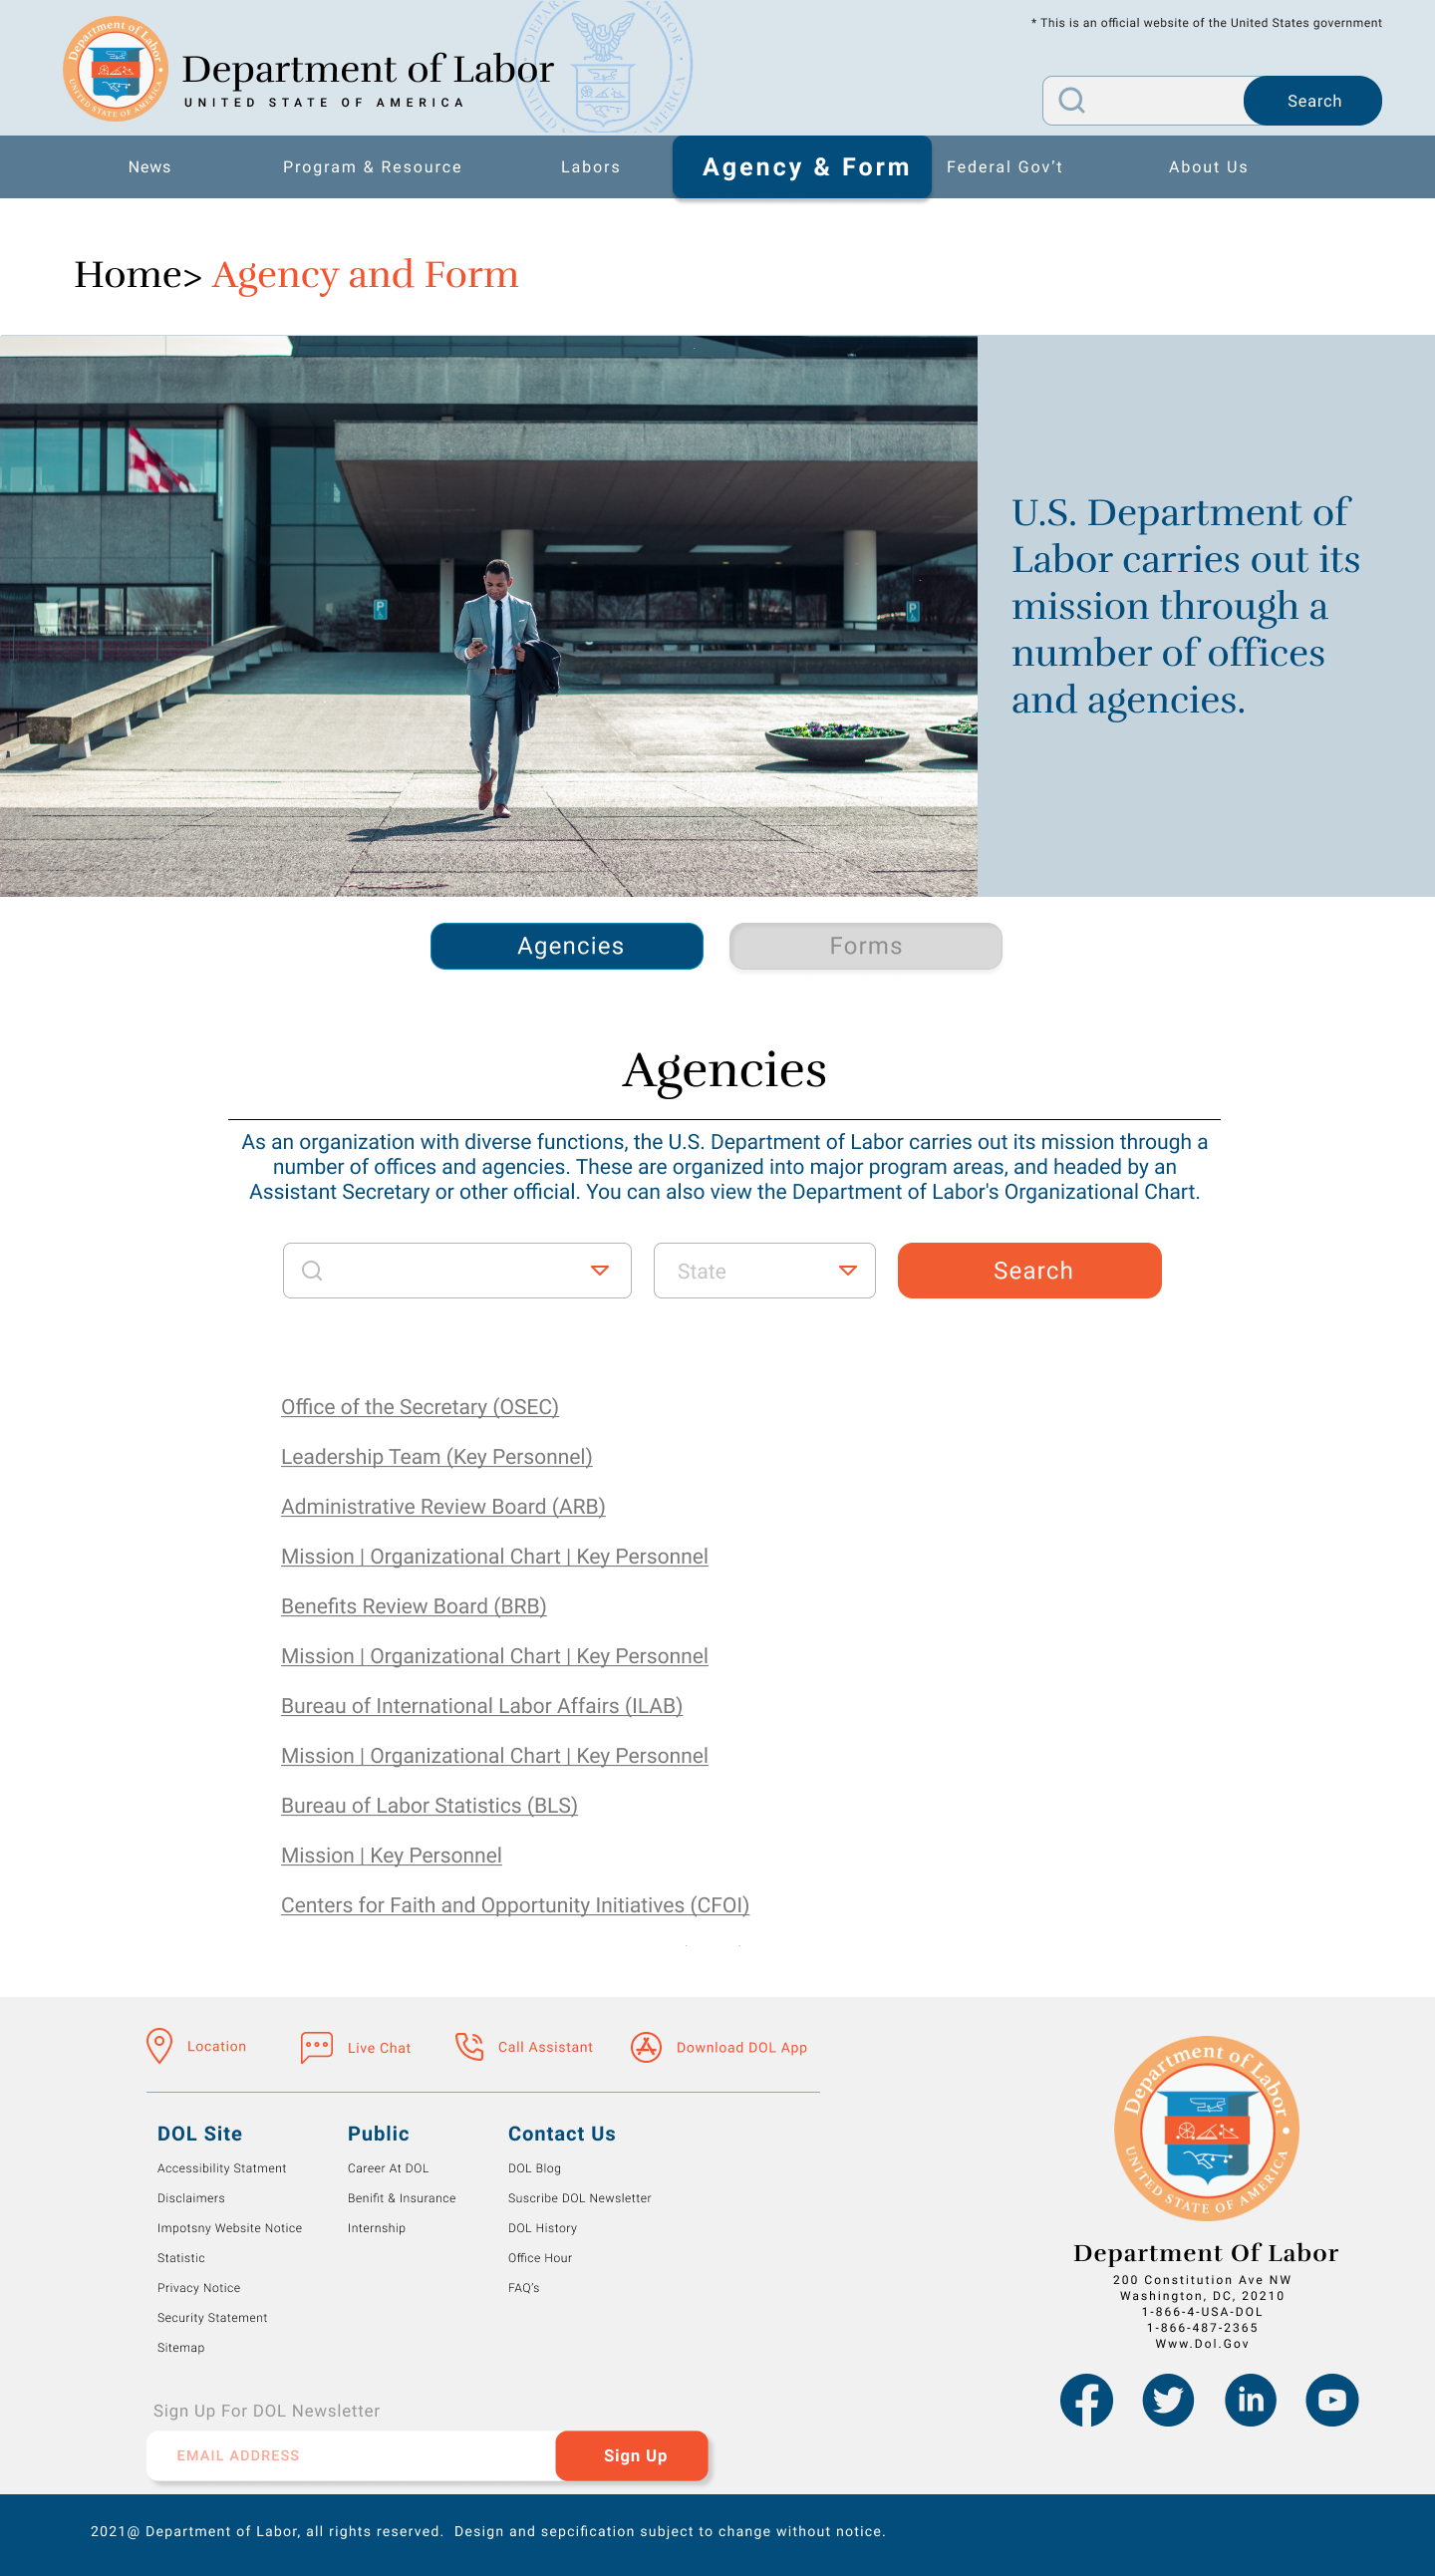 * This is an official website of the United States government
Department of Labor
UNITED STATE OF AMERICA
Department of Labor
UNITED STATE OF AMERICA
DEPARTMENT OF LABOR
UNITED STATES
Search
News
Program & Resource
Labors
Agency & Form
Federal Gov’t
About Us
Home> Agency and Form
P
P
U.S. Department of
Labor carries out its
mission through a
number of offices
and agencies.
Agencies
Forms
Agencies
As an organization with diverse functions, the U.S. Department of Labor carries out its mission through a
number of offices and agencies. These are organized into major program areas, and headed by an
Assistant Secretary or other official. You can also view the Department of Labor's Organizational Chart.
State
Search
Office of the Secretary (OSEC)
Leadership Team (Key Personnel)
Administrative Review Board (ARB)
Mission | Organizational Chart | Key Personnel
Benefits Review Board (BRB)
Mission | Organizational Chart | Key Personnel
Bureau of International Labor Affairs (ILAB)
Mission | Organizational Chart | Key Personnel
Bureau of Labor Statistics (BLS)
Mission | Key Personnel
Centers for Faith and Opportunity Initiatives (CFOI)
Location
Live Chat
Call Assistant
Download DOL App
DOL Site
Accessibility Statment
Disclaimers
Impotsny Website Notice
Statistic
Privacy Notice
Security Statement
Sitemap
Public
Career At DOL
Benifit & Insurance
Internship
Contact Us
DOL Blog
Suscribe DOL Newsletter
DOL History
Office Hour
FAQ’s
Department of Labor
UNITED STATE OF AMERICA
Department Of Labor
200 Constitution Ave NW
Washington, DC, 20210
1-866-4-USA-DOL
1-866-487-2365
Www.Dol.Gov
Sign Up For DOL Newsletter
EMAIL ADDRESS
Sign Up
2021@ Department of Labor, all rights reserved. Design and sepcification subject to change without notice.